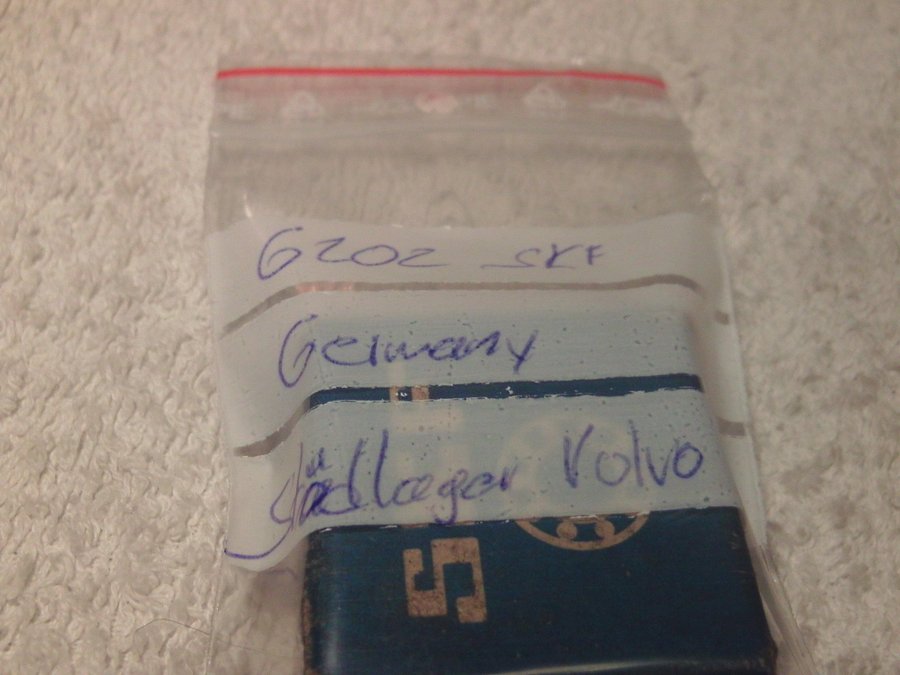 6202 SKF
Germany
Volvo
S